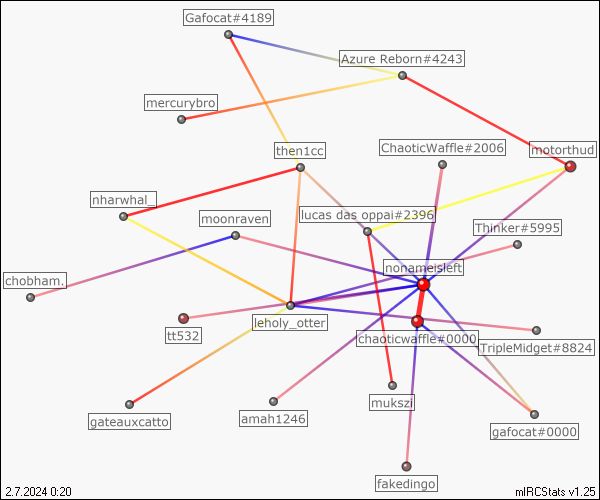 Gafocat#4189
Azure Reborn#4243
mercurybro
then1cc
ChaoticWaffle#2006
motorthud
nharwhal_
moonraven
lucas das oppai#2396
Thinker#5995
nonameisleft
chobham.
tt532
leholy_otter
chaoticwaffle#0000
TripleMidget#8824
gateauxcatto
amah1246
mukszi
gafocat#0000
fakedingo
2.7.2024 0:20
mIRCStats v1.25